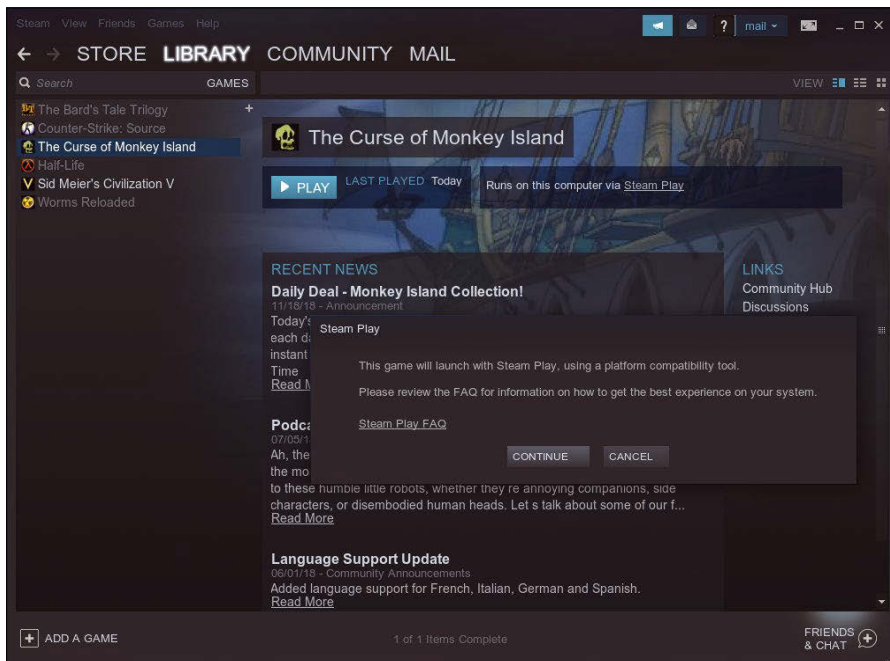 Steam View Friends Games Help
? mail
STORE LIBRARY COMMUNITY MAIL
Search GAMES
VIEW
The Bard's Tale Trilogy +
Counter-Strike: Source
The Curse of Monkey Island
Half-Life
Sid Meier's Civilization V
Worms Reloaded
The Curse of Monkey Island
PLAY LAST PLAYED Today Runs on this computer via Steam Play
RECENT NEWS
Daily Deal - Monkey Island Collection!
11/18/18 - Announcement
Today's
each
instant
Time
Read
LINKS
Community Hub
Discussions
Steam Play
This game will launch with Steam Play, using a platform compatibility tool.
Please review the FAQ for information on how to get the best experience on your system.
Steam Play FAQ
CONTINUE CANCEL
07/05/1
Ah, the
the mo
to these humble little robots, whether they're annoying companions, side
characters, or disembodied human heads. Let s talk about some of our f...
Read More
Language Support Update
06/01/18 - Community Announcements
Added language support for French, Italian, German and Spanish.
Read More
+ ADD A GAME
1 of 1 Items Complete
FRIENDS
& CHAT